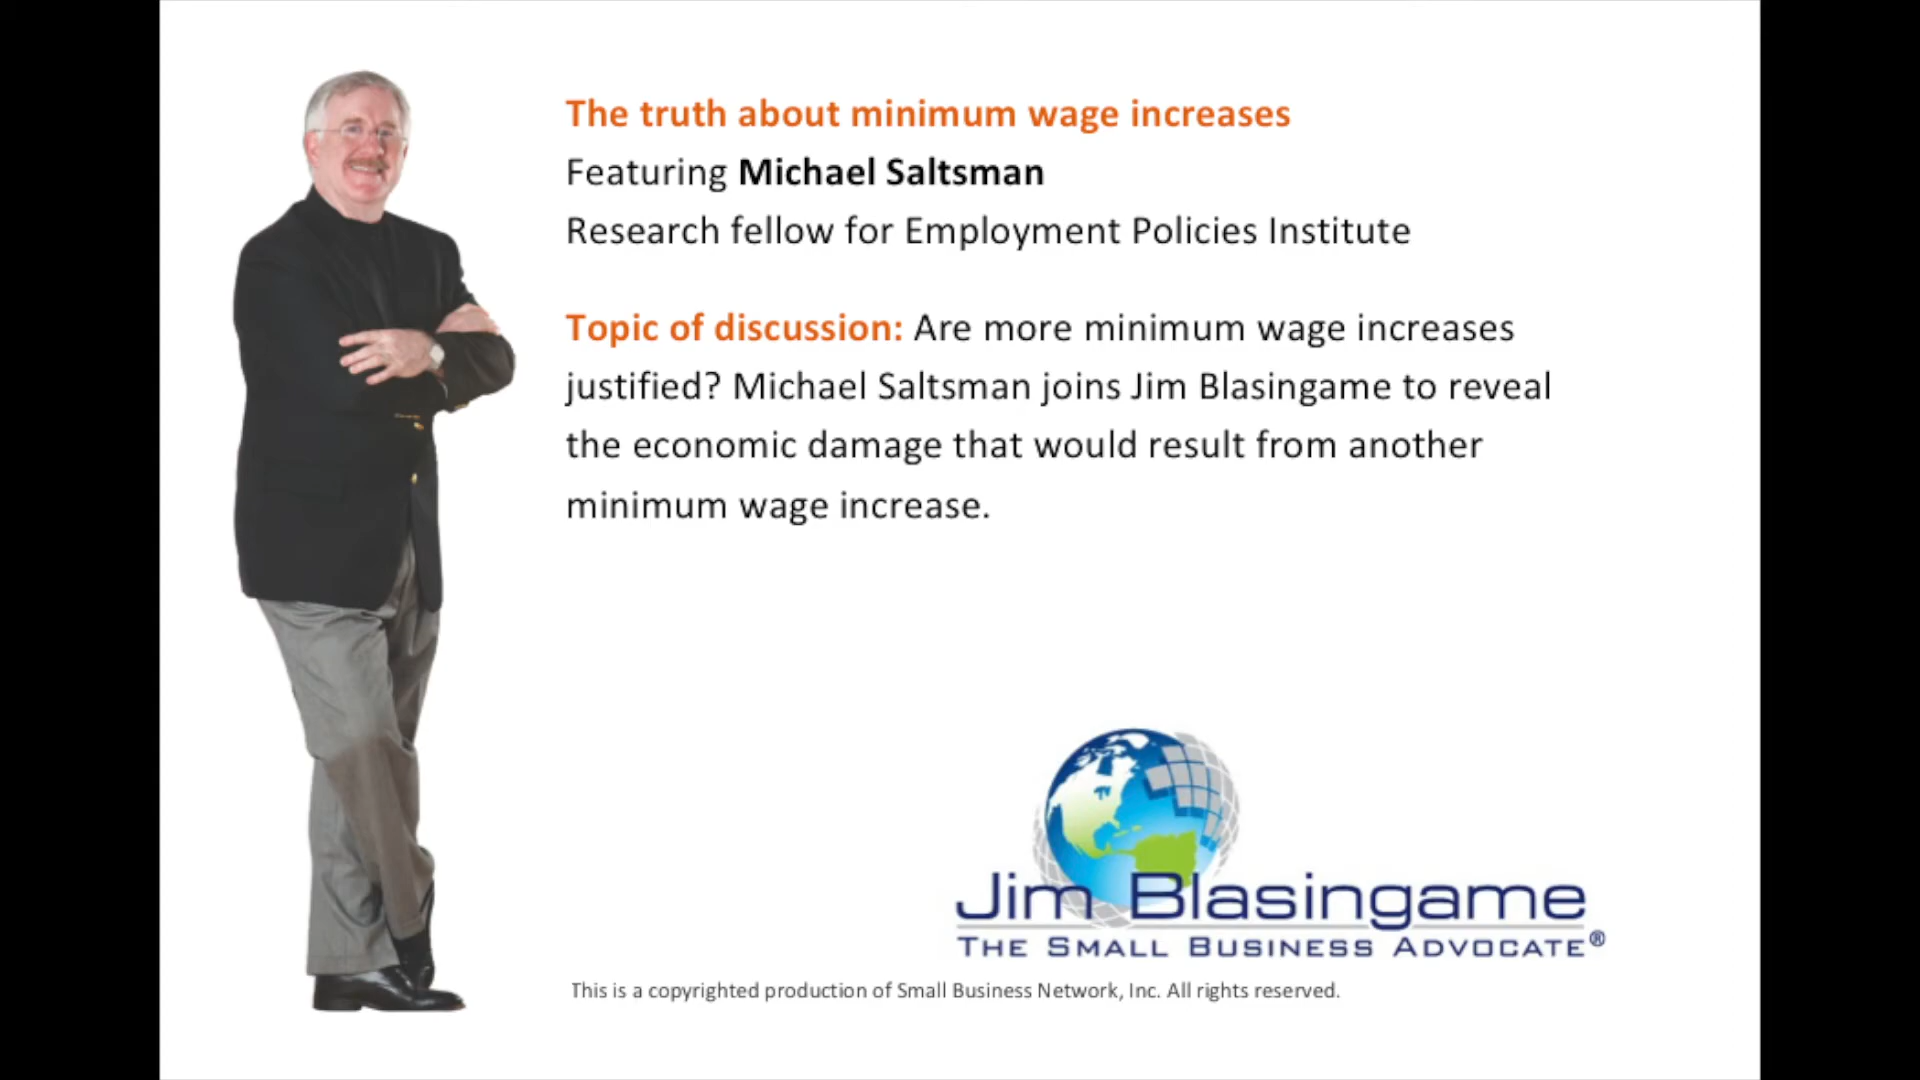 The truth about minimum wage increases
Featuring Michael Saltsman
Research fellow for Employment Policies Institute
Topic of discussion: Are more minimum wage increases
justified? Michael Saltsman joins Jim Blasingame to reveal
the economic damage that would result from another
minimum wage increase.
Jim Blasingame
THE SMALL BUSINESS ADVOCATE®
This is a copyrighted production of Small Business Network, Inc. All rights reserved.